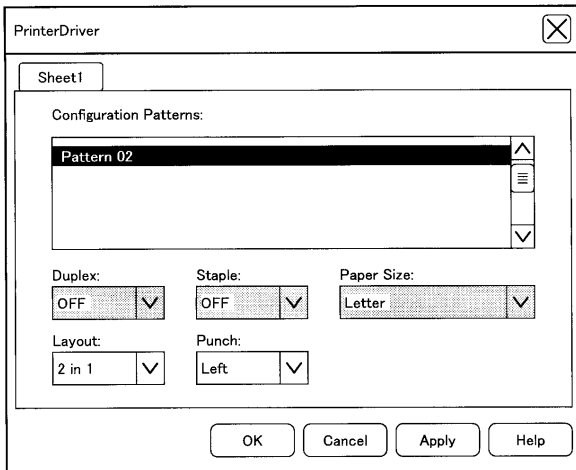 PrinterDriver
Sheet1
Configuration Patterns:
Pattern 02
Duplex: Staple: Paper Size:
OFF OFF Letter
Layout: Punch:
2 in 1 Left
OK Cancel Apply Help